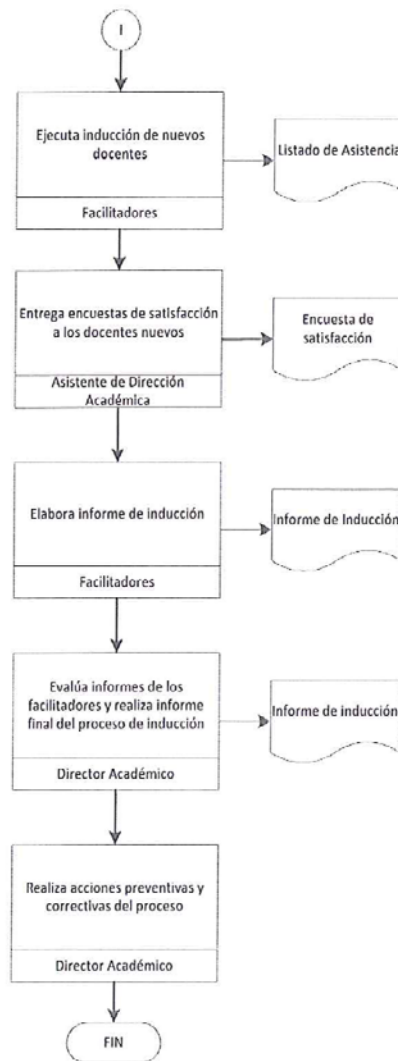 I
Ejecuta inducción de nuevos
docentes
Facilitadores
Listado de Asistencia
Entrega encuestas de satisfacción
a los docentes nuevos
Asistente de Dirección
Académica
Encuesta de
satisfacción
Elabora informe de inducción
Facilitadores
Informe de Inducción
Evalúa informes de los
facilitadores y realiza informe
final del proceso de inducción
Director Académico
Informe de inducción
Realiza acciones preventivas y
correctivas del proceso
Director Académico
FIN